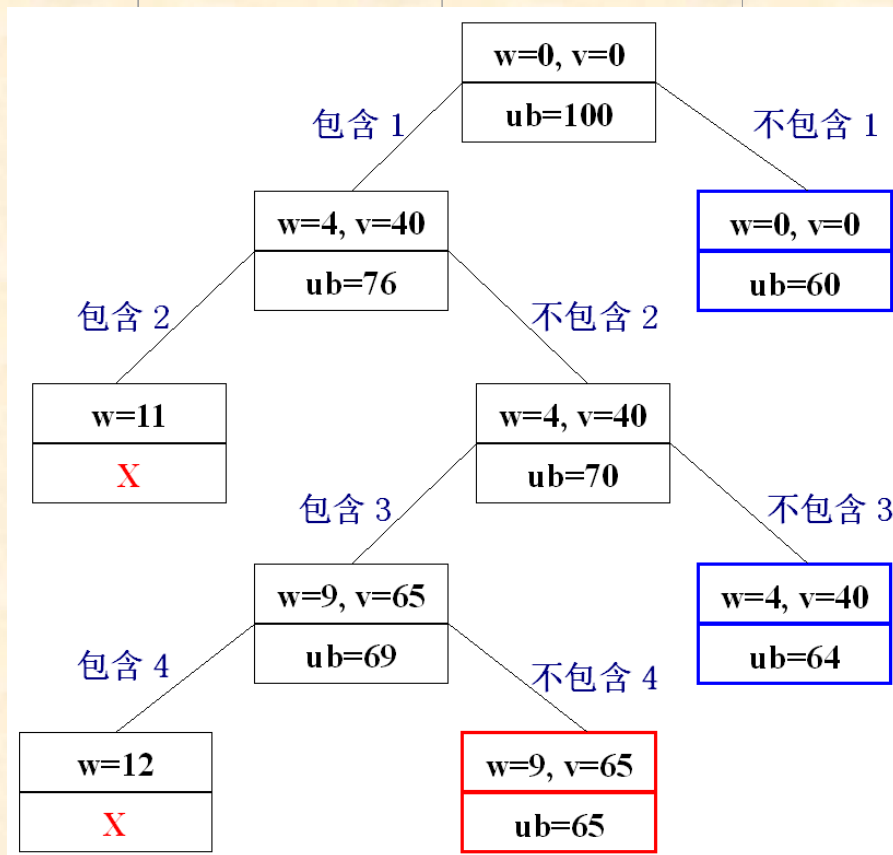 w=0, v=0
ub=100
包含 1
不包含 1
w=4, v=40
ub=76
w=0, v=0
ub=60
包含 2
不包含 2
w=11
X
w=4, v=40
ub=70
包含 3
不包含 3
w=9, v=65
ub=69
w=4, v=40
ub=64
包含 4
不包含 4
w=12
X
w=9, v=65
ub=65